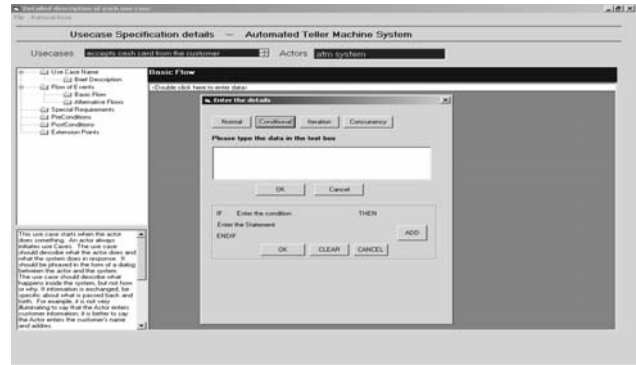 Detailed description of each use case
File Rational Rose
Usecase Specification details — Automated Teller Machine System
Usecases accepts cash card from the customer Actors atm system
Use Case Name
Brief Description
Flow of Events
Basic Flow
Alternative Flows
Special Requirements
PreConditions
PostConditions
Extension Points
Basic Flow
<Double click here to enter data>
Enter the details
Normal Conditional Iteration Concurrency
Please type the data in the text box
OK Cancel
IF Enter the condition THEN
Enter the Statement
ADD
ENDIF
OK CLEAR CANCEL
This use case starts when the actor
does something. An actor always
initiates use Cases. The use case
should describe what the actor does and
what the system does in response. It
should be phrased in the form of a dialog
between the actor and the system.
The use case should describe what
happens inside the system, but not how
or why. If information is exchanged, be
specific about what is passed back and
forth. For example, it is not very
illuminating to say that the Actor enters
customer information; it is better to say
the Actor enters the customer's name
and address.